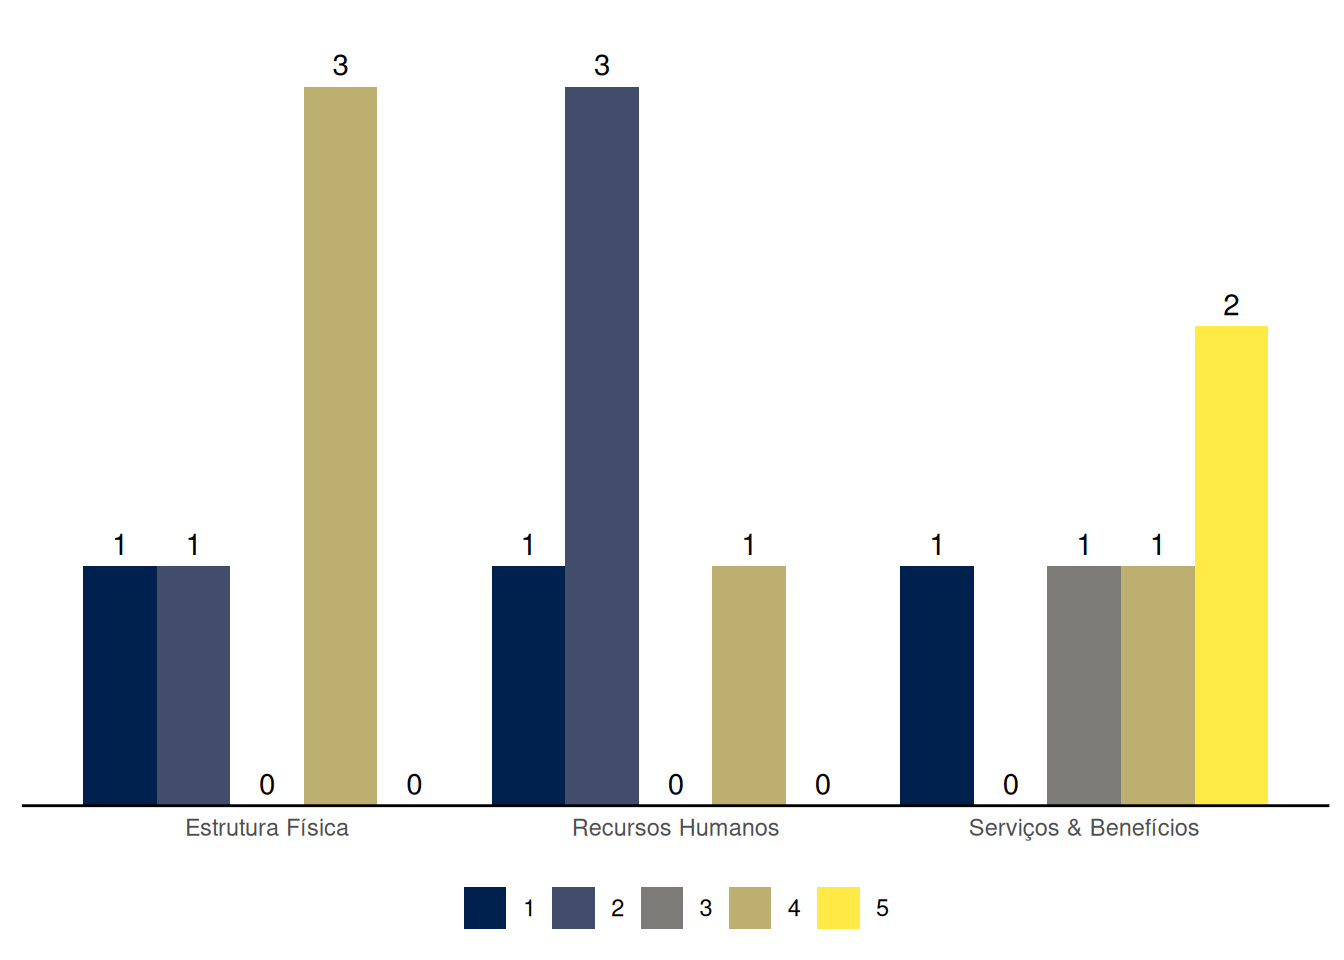 3 3
2
1 1 1 1 1 1 1
0 0 0 0 0
Estrutura Física Recursos Humanos Serviços & Benefícios
1 2 3 4 5